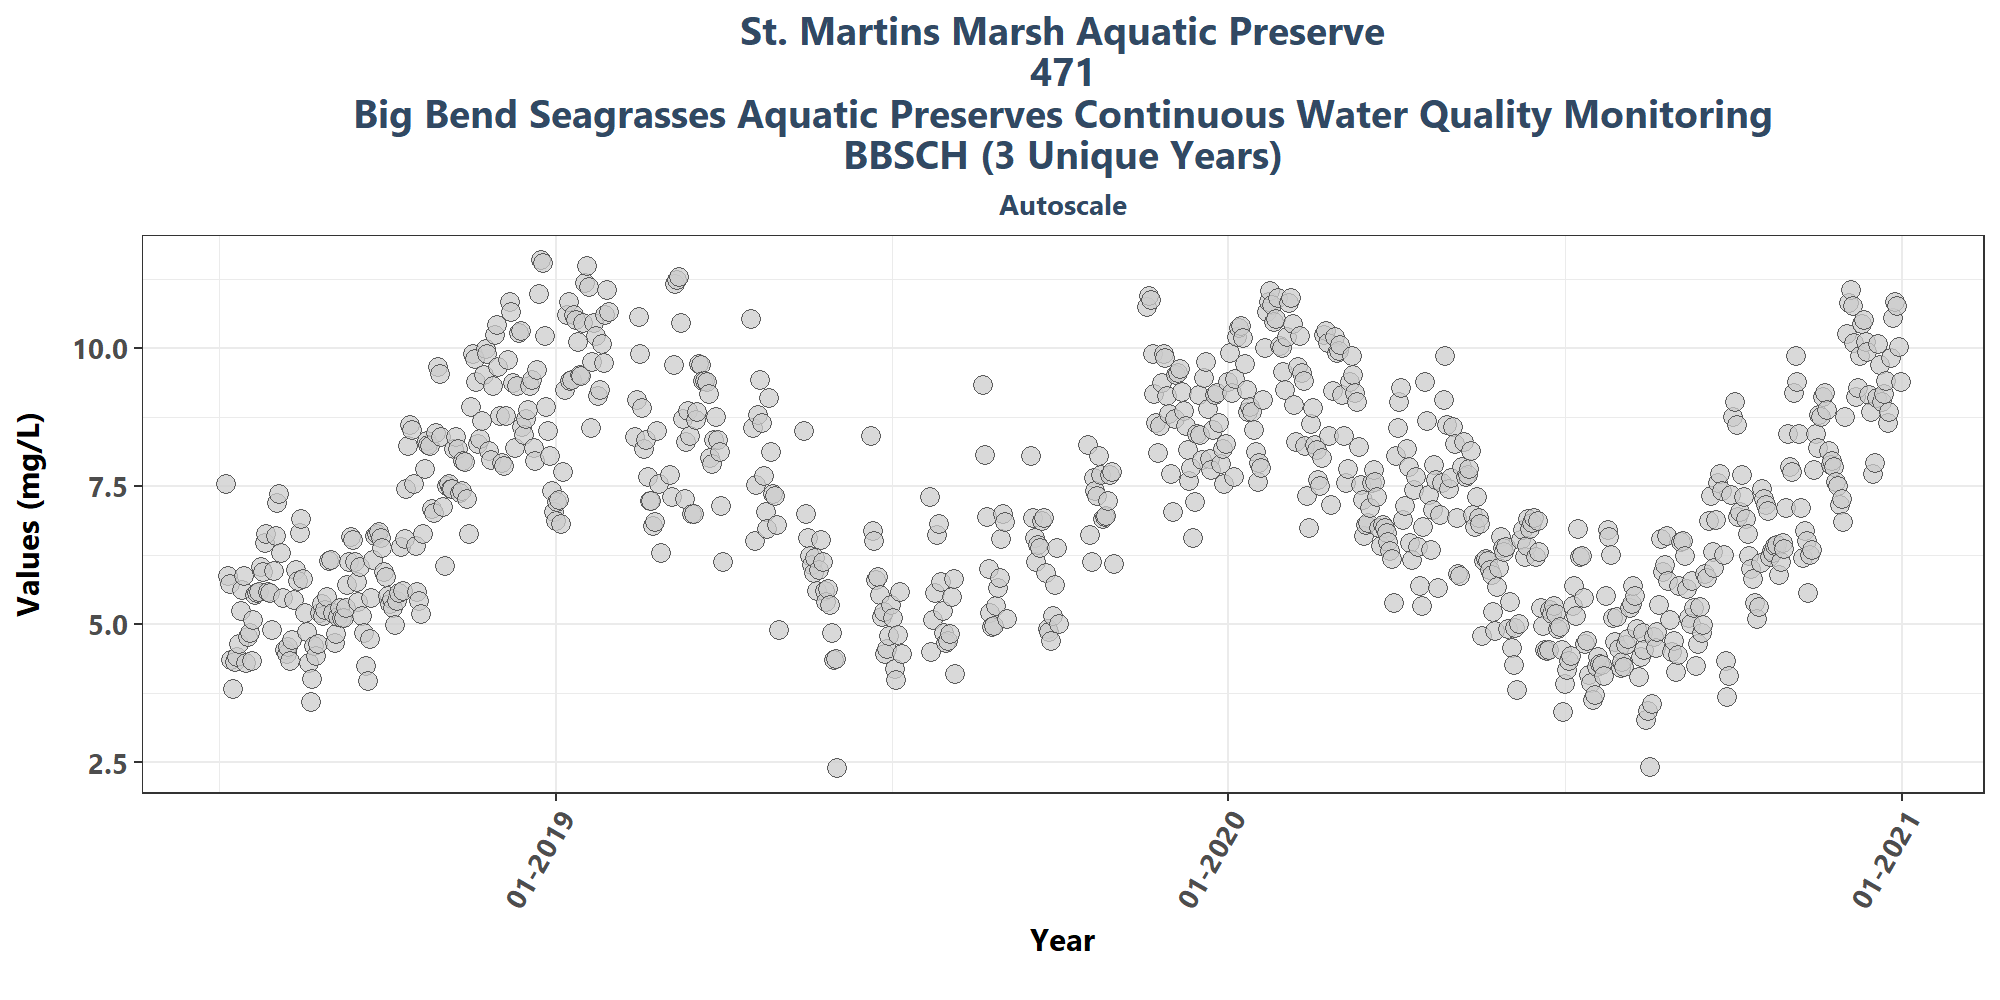 St. Martins Marsh Aquatic Preserve
471
Big Bend Seagrasses Aquatic Preserves Continuous Water Quality Monitoring
BBSCH (3 Unique Years)
Autoscale
Values (mg/L)
10.0
7.5
5.0
2.5
01-2019
01-2020
01-2021
Year